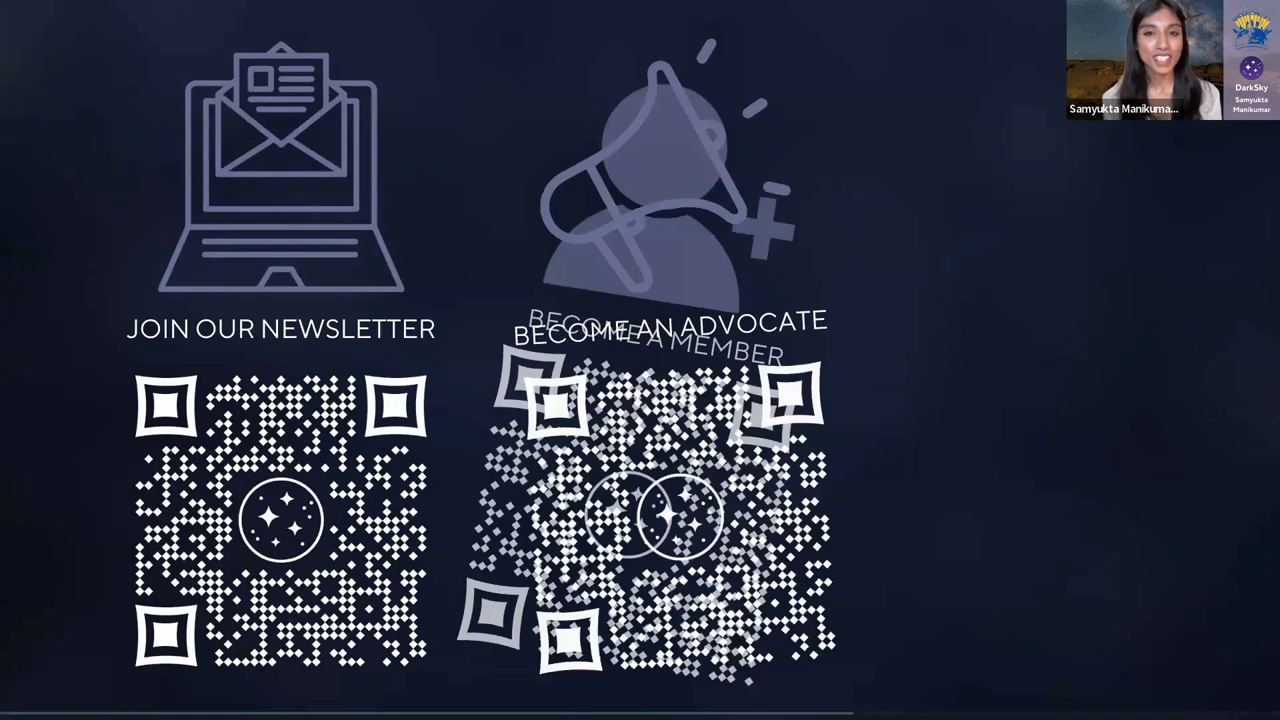 Samyukta Manikuma...
DarkSky
Samyukta
Manikumar
JOIN OUR NEWSLETTER
BECOME AN ADVOCATE
BECOME A MEMBER